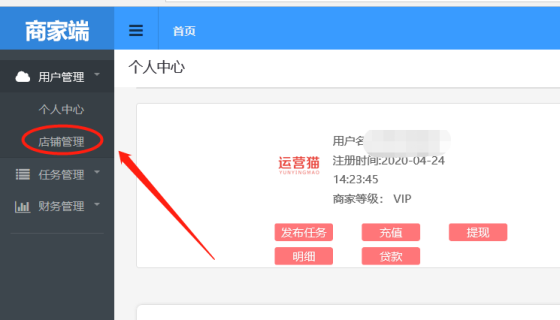 商家端
首页
用户管理
个人中心
店铺管理
任务管理
财务管理
个人中心
运营猫
YUNYINGMAO
用户名
注册时间:2020-04-24
14:23:45
商家等级： VIP
发布任务 充值 提现
明细 贷款